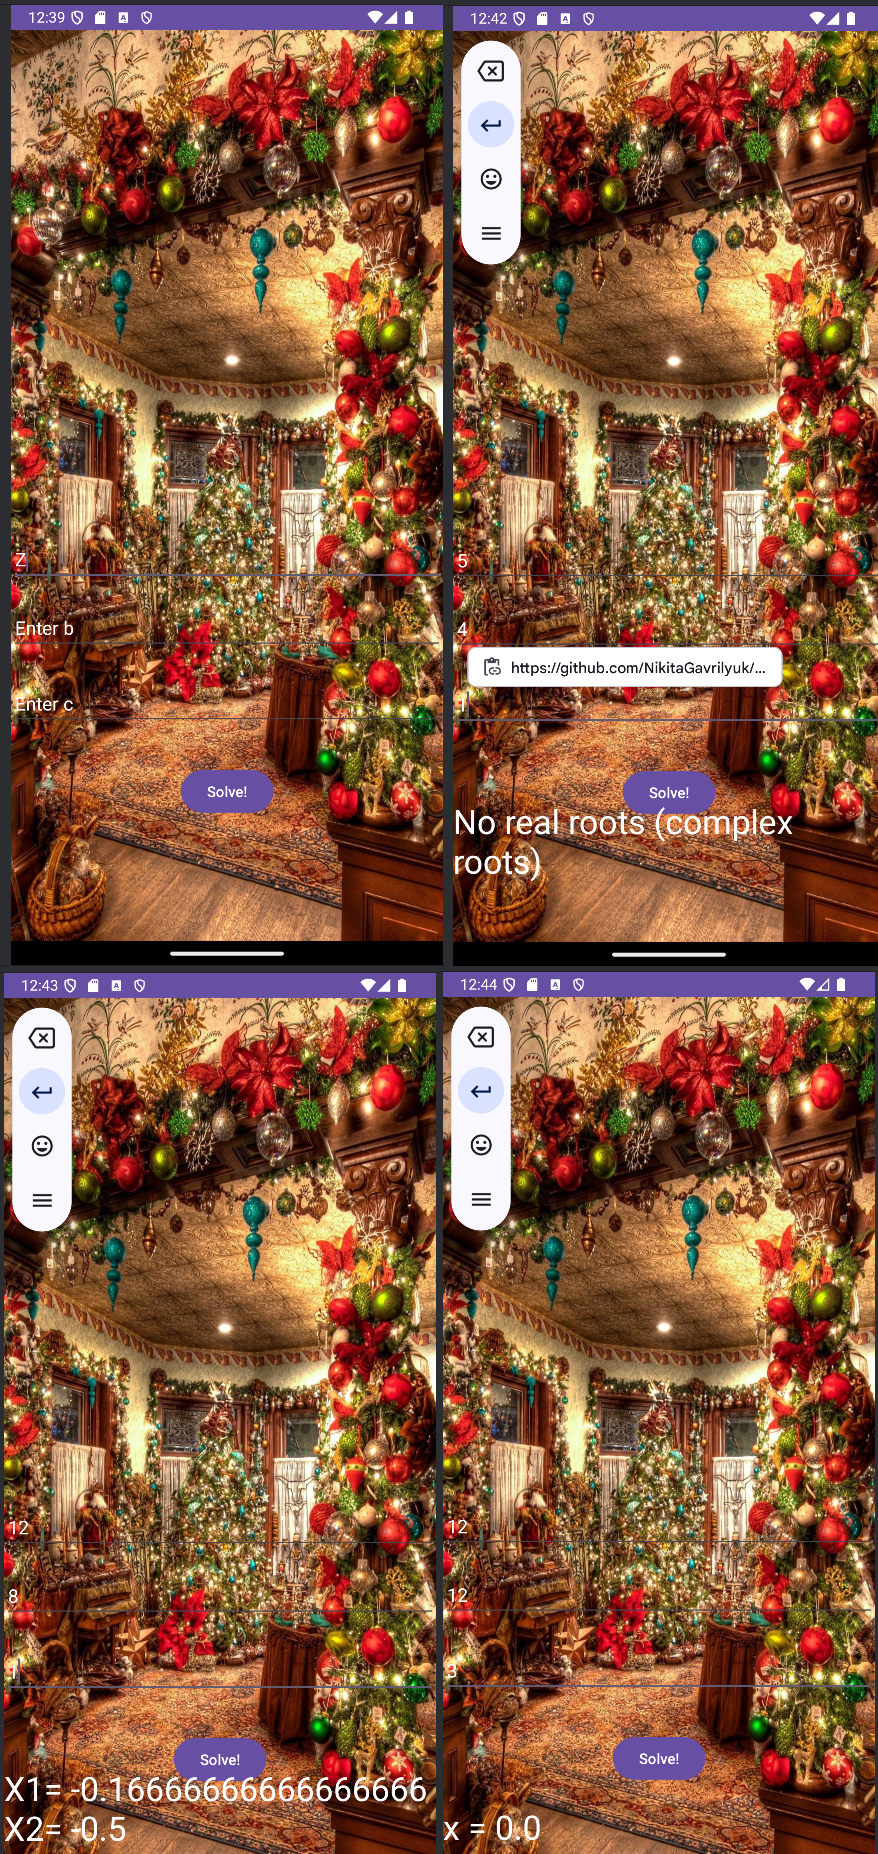 12:39
Z
Enter b
Enter c
Solve!
12:42
5
4
https://github.com/NikitaGavrilyuk/...
1
Solve!
No real roots (complex
roots)
12:43
12
8
1
Solve!
X1= -0.16666666666666666
X2= -0.5
12:44
12
12
3
Solve!
x = 0.0